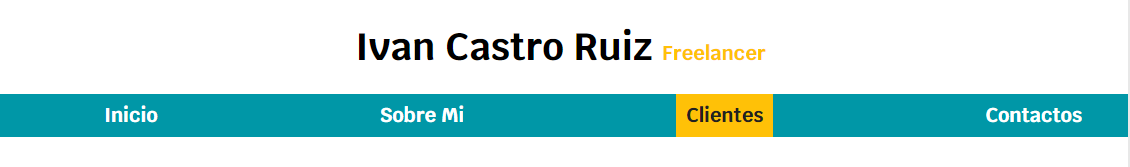 Ivan Castro Ruiz Freelancer
Inicio Sobre Mi Clientes Contactos